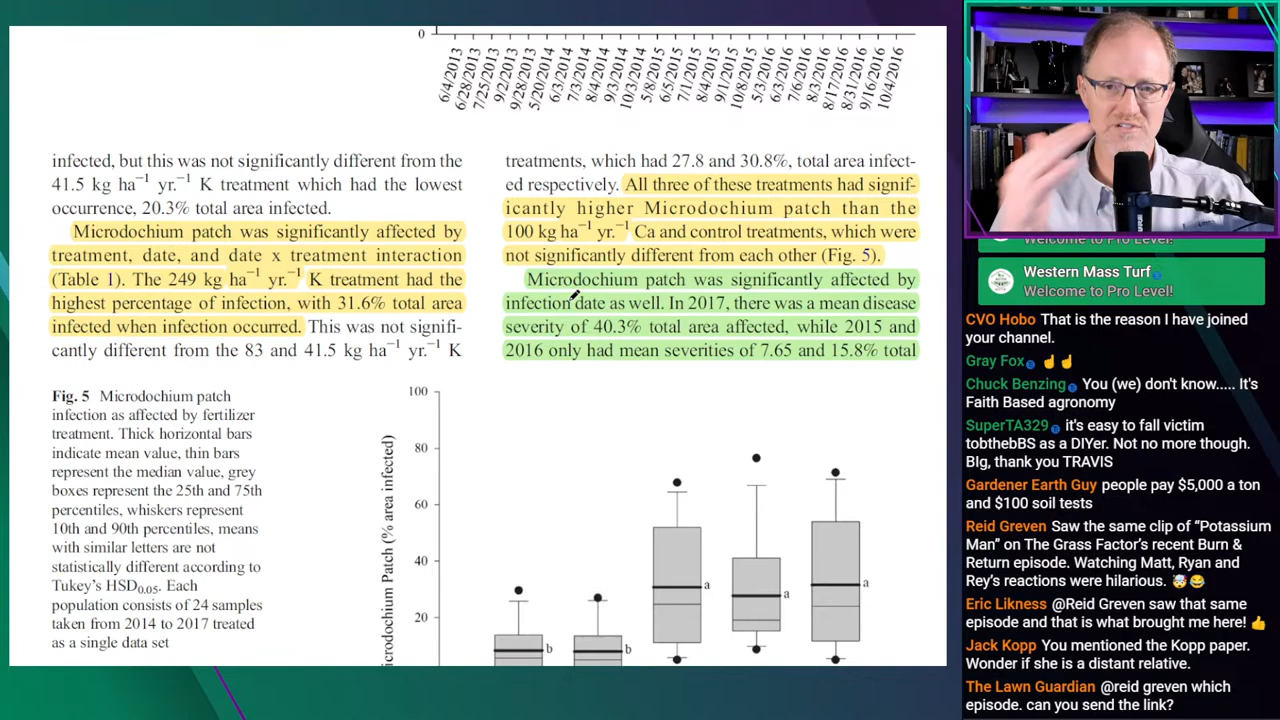 0
6/4/2013
6/28/2013
7/25/2013
9/2/2013
9/28/2013
5/20/2014
6/3/2014
7/3/2014
8/4/2014
9/3/2014
10/3/2014
5/8/2015
6/5/2015
7/1/2015
8/4/2015
9/1/2015
10/8/2015
5/3/2016
6/3/2016
7/6/2016
8/3/2016
8/17/2016
8/31/2016
9/16/2016
10/4/2016
infected, but this was not significantly different from the
41.5 kg ha⁻¹ yr.⁻¹ K treatment which had the lowest
occurrence, 20.3% total area infected.
Microdochium patch was significantly affected by
treatment, date, and date x treatment interaction
(Table 1). The 249 kg ha⁻¹ yr.⁻¹ K treatment had the
highest percentage of infection, with 31.6% total area
infected when infection occurred. This was not signifi-
cantly different from the 83 and 41.5 kg ha⁻¹ yr.⁻¹ K
treatments, which had 27.8 and 30.8%, total area infect-
ed respectively. All three of these treatments had signif-
icantly higher Microdochium patch than the
100 kg ha⁻¹ yr.⁻¹ Ca and control treatments, which were
not significantly different from each other (Fig. 5).
Microdochium patch was significantly affected by
infection date as well. In 2017, there was a mean disease
severity of 40.3% total area affected, while 2015 and
2016 only had mean severities of 7.65 and 15.8% total
Fig. 5 Microdochium patch
infection as affected by fertilizer
treatment. Thick horizontal bars
indicate mean value, thin bars
represent the median value, grey
boxes represent the 25th and 75th
percentiles, whiskers represent
10th and 90th percentiles, means
with similar letters are not
statistically different according to
Tukey's HSD0.05. Each
population consists of 24 samples
taken from 2014 to 2017 treated
as a single data set
icrodochium Patch (% area infected)
100
80
60
40
20
b
b
a
a
a
Welcome to Pro Level!
Western Mass Turf
Welcome to Pro Level!
CVO Hobo That is the reason I have joined
your channel.
Gray Fox ☝️☝️
Chuck Benzing You (we) don't know..... It's
Faith Based agronomy
SuperTA329 it's easy to fall victim
tobthebBS as a DIYer. Not no more though.
BIg, thank you TRAVIS
Gardener Earth Guy people pay $5,000 a ton
and $100 soil tests
Reid Greven Saw the same clip of “Potassium
Man” on The Grass Factor's recent Burn &
Return episode. Watching Matt, Ryan and
Rey's reactions were hilarious. 🤯😂
Eric Likness @Reid Greven saw that same
episode and that is what brought me here! 👍
Jack Kopp You mentioned the Kopp paper.
Wonder if she is a distant relative.
The Lawn Guardian @reid greven which
episode. can you send the link?